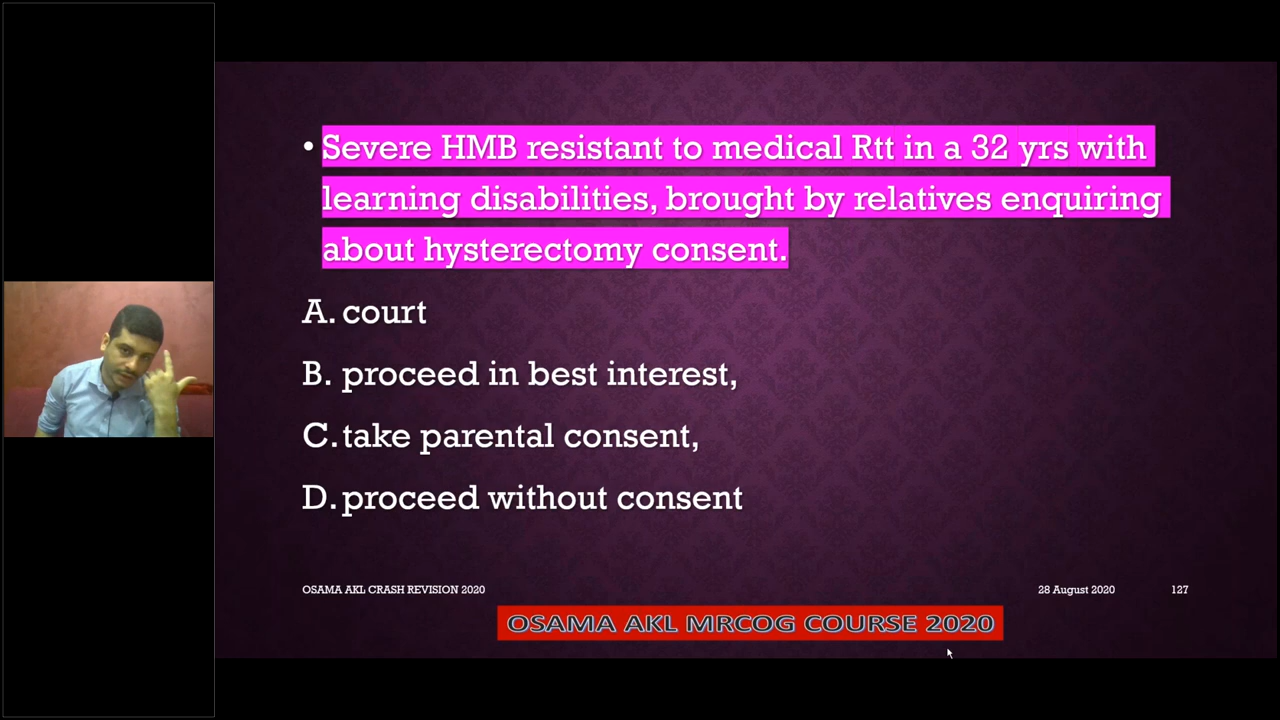 • Severe HMB resistant to medical Rtt in a 32 yrs with
learning disabilities, brought by relatives enquiring
about hysterectomy consent.
A. court
B. proceed in best interest,
C. take parental consent,
D. proceed without consent
OSAMA AKL CRASH REVISION 2020
28 August 2020
127
OSAMA AKL MRCOG COURSE 2020